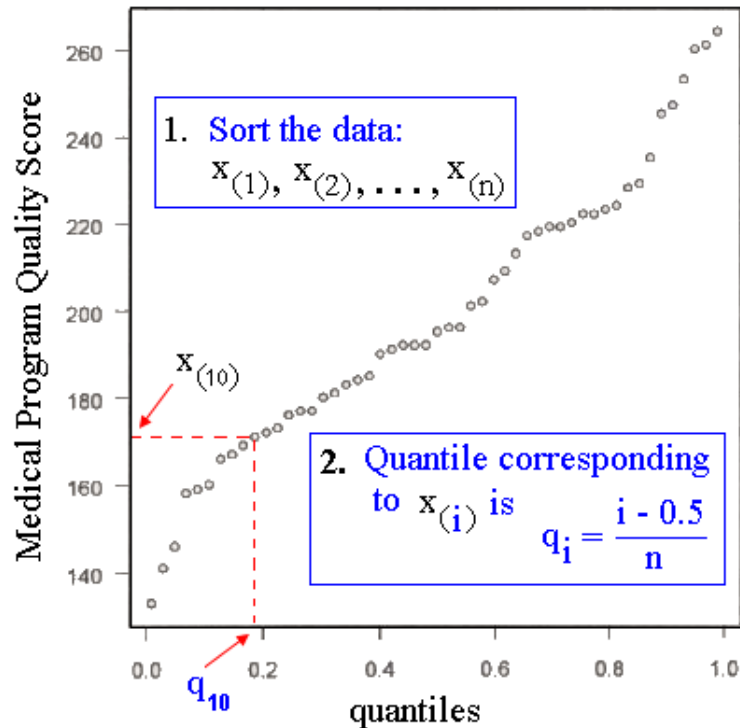 Medical Program Quality Score
260
240
220
200
180
160
140
1. Sort the data:
x(1), x(2), . . . , x(n)
x(10)
2. Quantile corresponding
to x(i) is
qi = i - 0.5
n
0.0 0.2 0.4 0.6 0.8 1.0
q10
quantiles